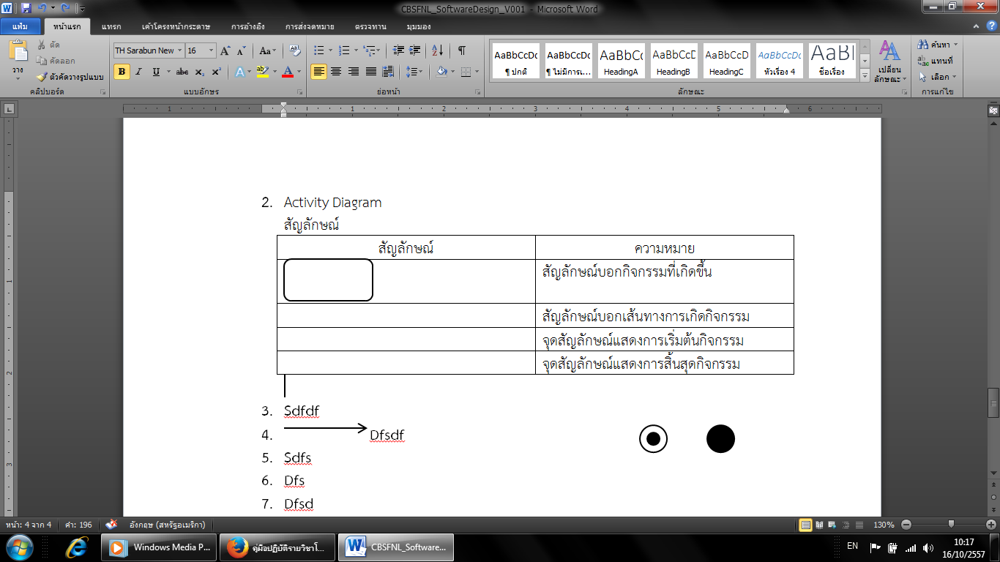 CBSFNL_SoftwareDesign_V001 - Microsoft Word
แฟ้ม หน้าแรก แทรก เค้าโครงหน้ากระดาษ การอ้างอิง การส่งจดหมาย ตรวจทาน มุมมอง
วาง
ตัด
คัดลอก
ตัวคัดวางรูปแบบ
คลิปบอร์ด
TH Sarabun New 16
แบบอักษร
ย่อหน้า
AaBbCcDc AaBbCcDc AaBbCc AaBbCcD AaBbCcD AaBbCcDc AaBl
¶ ปกติ ¶ ไม่มีการเ... HeadingA HeadingB HeadingC หัวเรื่อง 4 ชื่อเรื่อง
ลักษณะ
เปลี่ยน
ลักษณะ
ค้นหา
แทนที่
เลือก
การแก้ไข
1 1 2 3 4 5 6
2. Activity Diagram
สัญลักษณ์
สัญลักษณ์ ความหมาย
สัญลักษณ์บอกกิจกรรมที่เกิดขึ้น
สัญลักษณ์บอกเส้นทางการเกิดกิจกรรม
จุดสัญลักษณ์แสดงการเริ่มต้นกิจกรรม
จุดสัญลักษณ์แสดงการสิ้นสุดกิจกรรม
3. Sdfdf
4. Dfsdf
5. Sdfs
6. Dfs
7. Dfsd
1
2
3
หน้า: 4 จาก 4 คำ: 196 อังกฤษ (สหรัฐอเมริกา) 130%
Windows Media P... คู่มือปฏิบัติรายวิชาโ... CBSFNL_Software... EN 10:17
16/10/2557